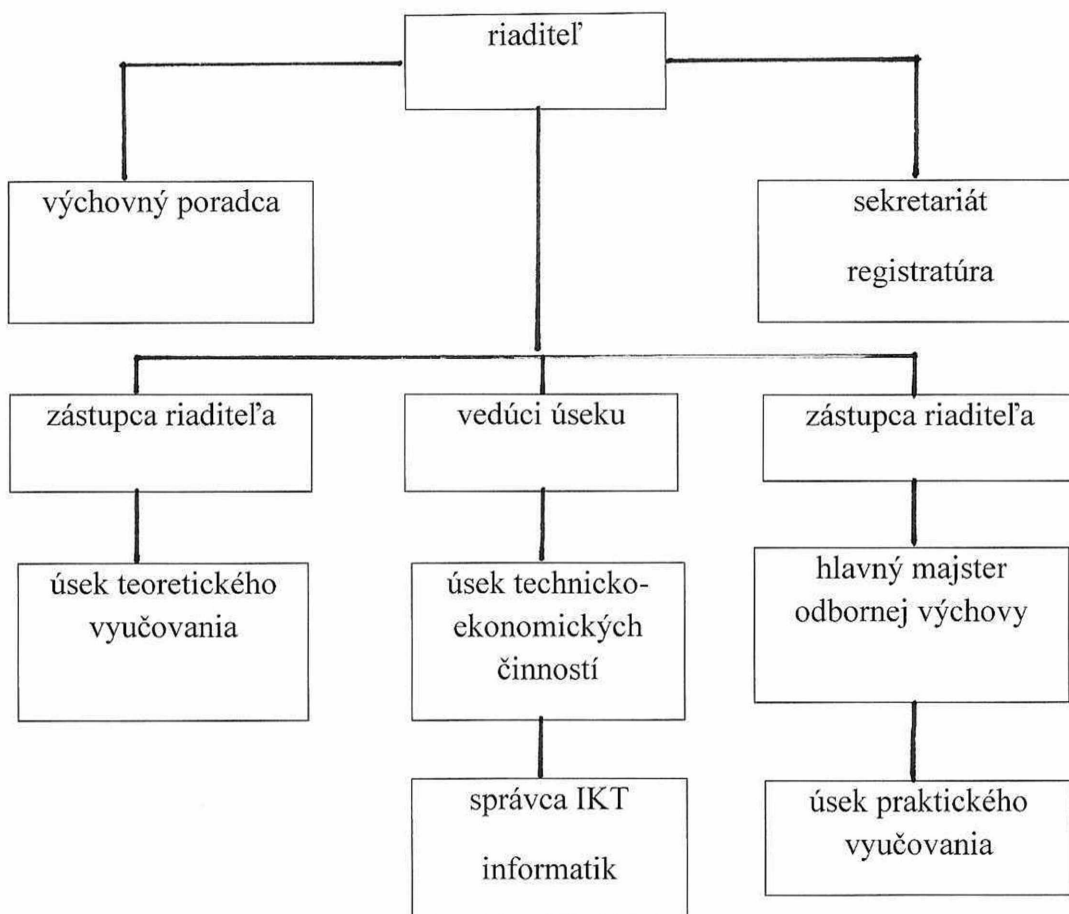 riaditeľ
výchovný poradca
sekretariát
registratúra
zástupca riaditeľa
vedúci úseku
zástupca riaditeľa
úsek teoretického
vyučovania
úsek technicko-
ekonomických
činností
hlavný majster
odbornej výchovy
správca IKT
informatik
úsek praktického
vyučovania